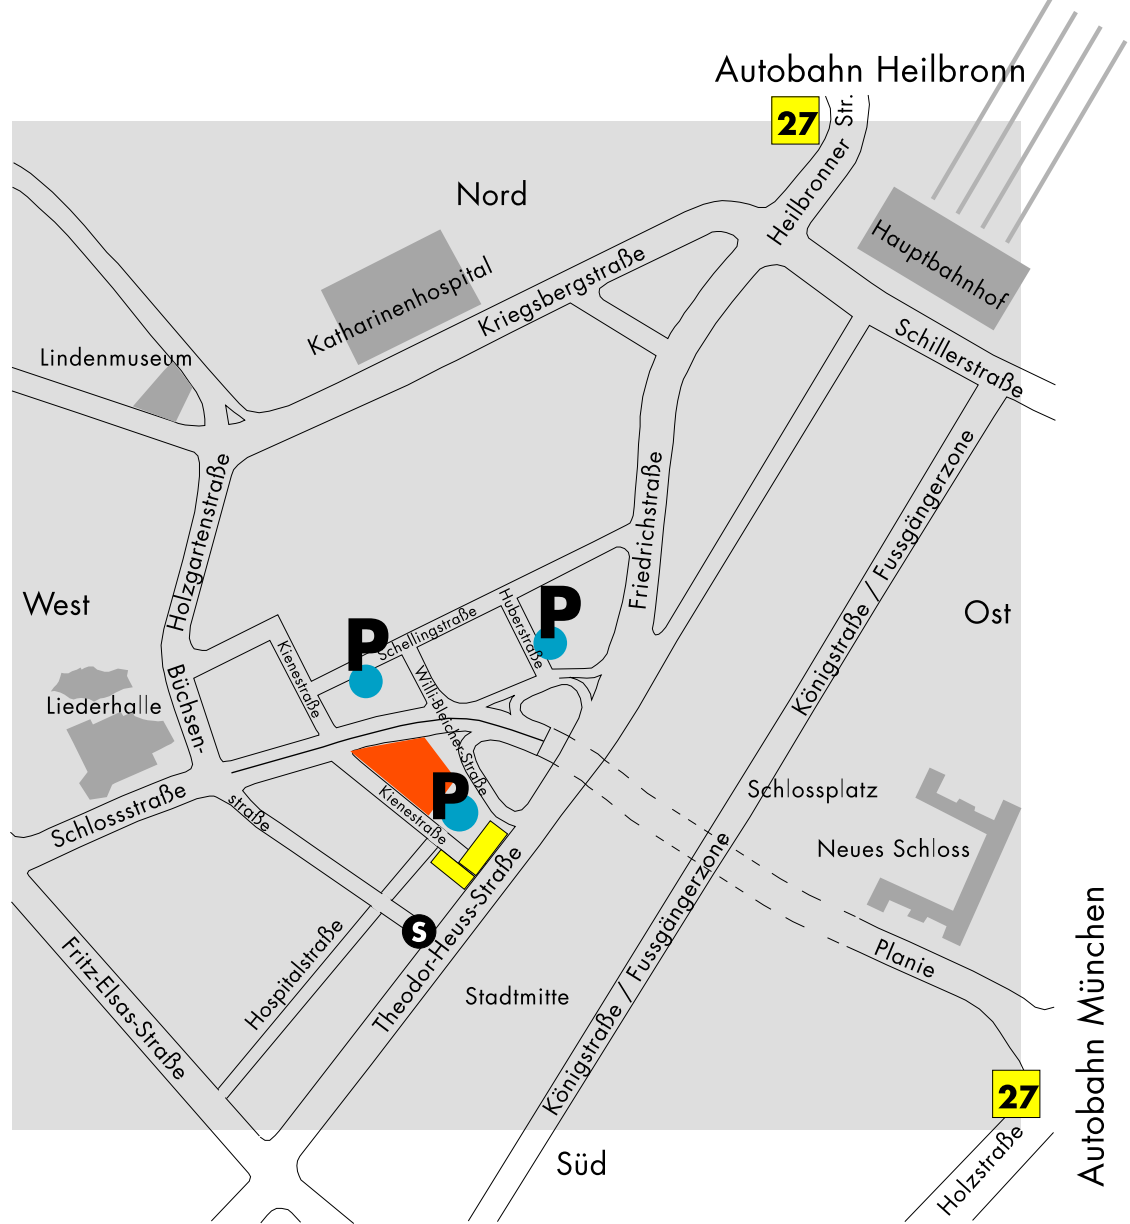 Autobahn Heilbronn
27
Heilbronner Str.
Nord
Hauptbahnhof
Katharinenhospital
Kriegsbergstraße
Schillerstraße
Lindenmuseum
Holzgartenstraße
Friedrichstraße
Königstraße / Fussgängerzone
West
Ost
P
P
Huberstraße
Schellingstraße
Kienestraße
Willi-Bleicher-Straße
Büchsen-
Liederhalle
P
Kienestraße
Schlossstraße
straße
Schlossplatz
Neues Schloss
Theodor-Heuss-Straße
S
Königstraße / Fussgängerzone
Fritz-Elsas-Straße
Hospitalstraße
Stadtmitte
Planie
Autobahn München
27
Holzstraße
Süd